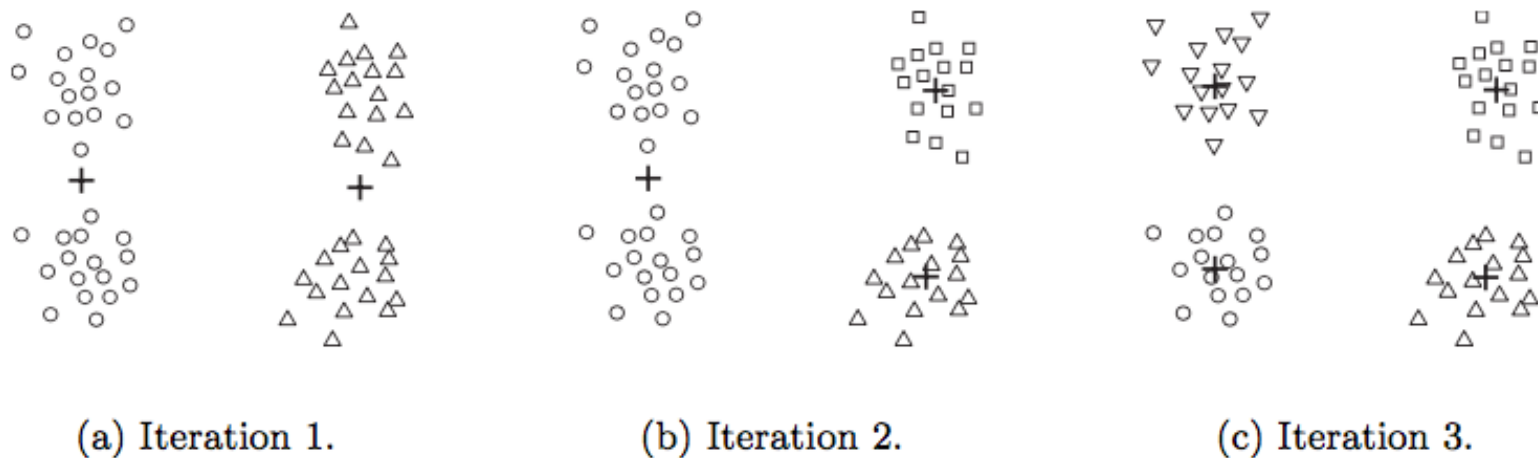 (a) Iteration 1.
(b) Iteration 2.
(c) Iteration 3.